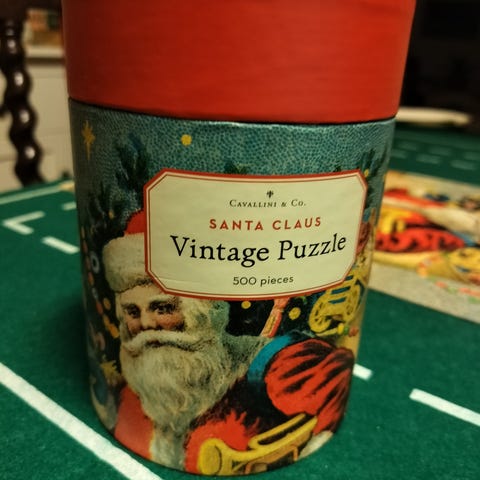 CAVALLINI & CO.
SANTA CLAUS
Vintage Puzzle
500 pieces